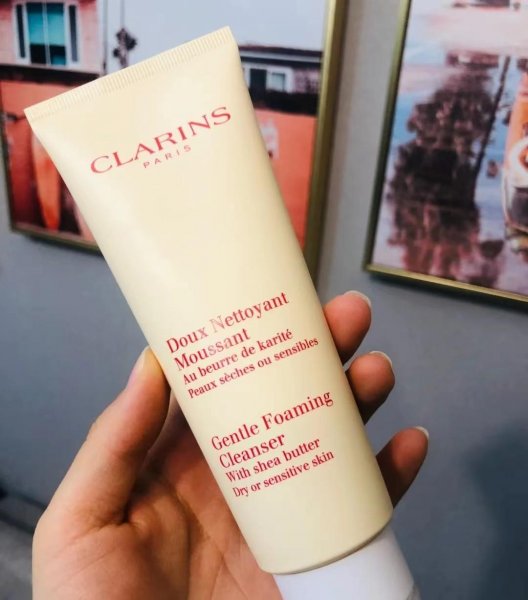 CLARINS
PARIS
Doux Nettoyant
Moussant
Au beurre de karité
Peaux sèches ou sensibles
Gentle Foaming
Cleanser
With shea butter
Dry or sensitive skin